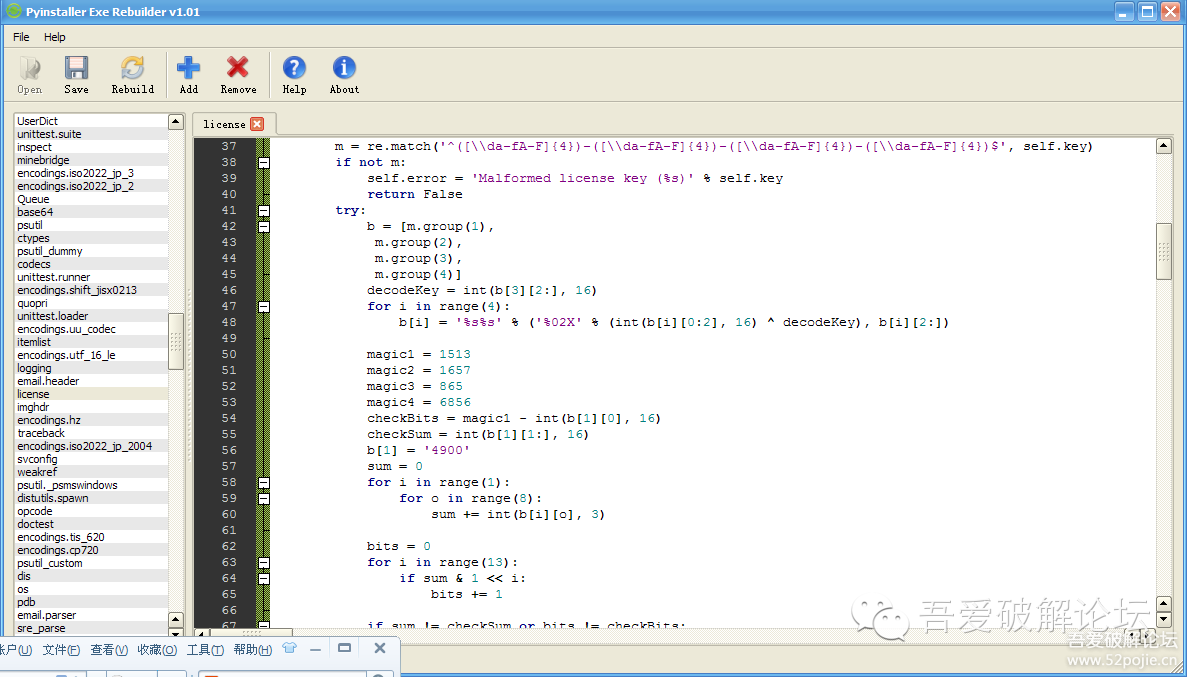 Pyinstaller Exe Rebuilder v1.01
File Help
Open Save Rebuild Add Remove Help About
UserDict
unittest.suite
inspect
minebridge
encodings.iso2022_jp_3
encodings.iso2022_jp_2
Queue
base64
psutil
ctypes
psutil_dummy
codecs
unittest.runner
encodings.shift_jisx0213
quopri
unittest.loader
encodings.uu_codec
itemlist
encodings.utf_16_le
logging
email.header
license
imghdr
encodings.hz
traceback
encodings.iso2022_jp_2004
svconfig
weakref
psutil._psmswindows
distutils.spawn
opcode
doctest
encodings.tis_620
encodings.cp720
psutil_custom
dis
os
pdb
email.parser
sre_parse
license
37 m = re.match('^([\\da-fA-F]{4})-([\\da-fA-F]{4})-([\\da-fA-F]{4})-([\\da-fA-F]{4})$', self.key)
38 if not m:
39 self.error = 'Malformed license key (%s)' % self.key
40 return False
41 try:
42 b = [m.group(1),
43 m.group(2),
44 m.group(3),
45 m.group(4)]
46 decodeKey = int(b[3][2:], 16)
47 for i in range(4):
48 b[i] = '%s%s' % ('%02X' % (int(b[i][0:2], 16) ^ decodeKey), b[i][2:])
49
50 magic1 = 1513
51 magic2 = 1657
52 magic3 = 865
53 magic4 = 6856
54 checkBits = magic1 - int(b[1][0], 16)
55 checkSum = int(b[1][1:], 16)
56 b[1] = '4900'
57 sum = 0
58 for i in range(1):
59 for o in range(8):
60 sum += int(b[i][o], 3)
61
62 bits = 0
63 for i in range(13):
64 if sum & 1 << i:
65 bits += 1
66
67 if sum != checkSum or bits != checkBits:
吾爱破解论坛
吾爱破解论坛
www.52pojie.cn
账户(U) 文件(F) 查看(V) 收藏(O) 工具(T) 帮助(H)